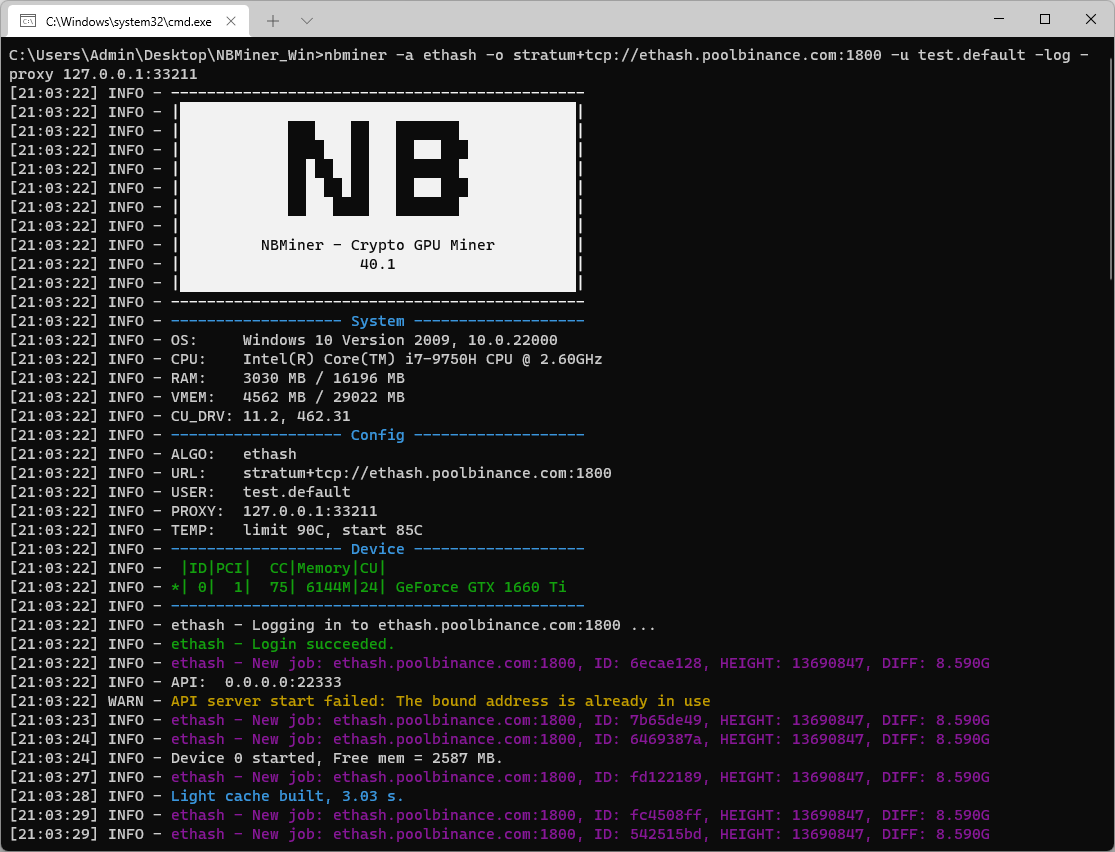 C:\Windows\system32\cmd.exe
C:\Users\Admin\Desktop\NBMiner_Win>nbminer -a ethash -o stratum+tcp://ethash.poolbinance.com:1800 -u test.default -log -
proxy 127.0.0.1:33211
[21:03:22] INFO - ----------------------------------------------
[21:03:22] INFO - | |
[21:03:22] INFO - | |
[21:03:22] INFO - | |
[21:03:22] INFO - | NB |
[21:03:22] INFO - | |
[21:03:22] INFO - | |
[21:03:22] INFO - | |
[21:03:22] INFO - | NBMiner - Crypto GPU Miner |
[21:03:22] INFO - | 40.1 |
[21:03:22] INFO - | |
[21:03:22] INFO - ----------------------------------------------
[21:03:22] INFO - ------------------- System -------------------
[21:03:22] INFO - OS: Windows 10 Version 2009, 10.0.22000
[21:03:22] INFO - CPU: Intel(R) Core(TM) i7-9750H CPU @ 2.60GHz
[21:03:22] INFO - RAM: 3030 MB / 16196 MB
[21:03:22] INFO - VMEM: 4562 MB / 29022 MB
[21:03:22] INFO - CU_DRV: 11.2, 462.31
[21:03:22] INFO - ------------------- Config -------------------
[21:03:22] INFO - ALGO: ethash
[21:03:22] INFO - URL: stratum+tcp://ethash.poolbinance.com:1800
[21:03:22] INFO - USER: test.default
[21:03:22] INFO - PROXY: 127.0.0.1:33211
[21:03:22] INFO - TEMP: limit 90C, start 85C
[21:03:22] INFO - ------------------- Device -------------------
[21:03:22] INFO - |ID|PCI| CC|Memory|CU|
[21:03:22] INFO - *| 0| 1| 75| 6144M|24| GeForce GTX 1660 Ti
[21:03:22] INFO - ----------------------------------------------
[21:03:22] INFO - ethash - Logging in to ethash.poolbinance.com:1800 ...
[21:03:22] INFO - ethash - Login succeeded.
[21:03:22] INFO - ethash - New job: ethash.poolbinance.com:1800, ID: 6ecae128, HEIGHT: 13690847, DIFF: 8.590G
[21:03:22] INFO - API: 0.0.0.0:22333
[21:03:22] WARN - API server start failed: The bound address is already in use
[21:03:23] INFO - ethash - New job: ethash.poolbinance.com:1800, ID: 7b65de49, HEIGHT: 13690847, DIFF: 8.590G
[21:03:24] INFO - ethash - New job: ethash.poolbinance.com:1800, ID: 6469387a, HEIGHT: 13690847, DIFF: 8.590G
[21:03:24] INFO - Device 0 started, Free mem = 2587 MB.
[21:03:27] INFO - ethash - New job: ethash.poolbinance.com:1800, ID: fd122189, HEIGHT: 13690847, DIFF: 8.590G
[21:03:28] INFO - Light cache built, 3.03 s.
[21:03:29] INFO - ethash - New job: ethash.poolbinance.com:1800, ID: fc4508ff, HEIGHT: 13690847, DIFF: 8.590G
[21:03:29] INFO - ethash - New job: ethash.poolbinance.com:1800, ID: 542515bd, HEIGHT: 13690847, DIFF: 8.590G